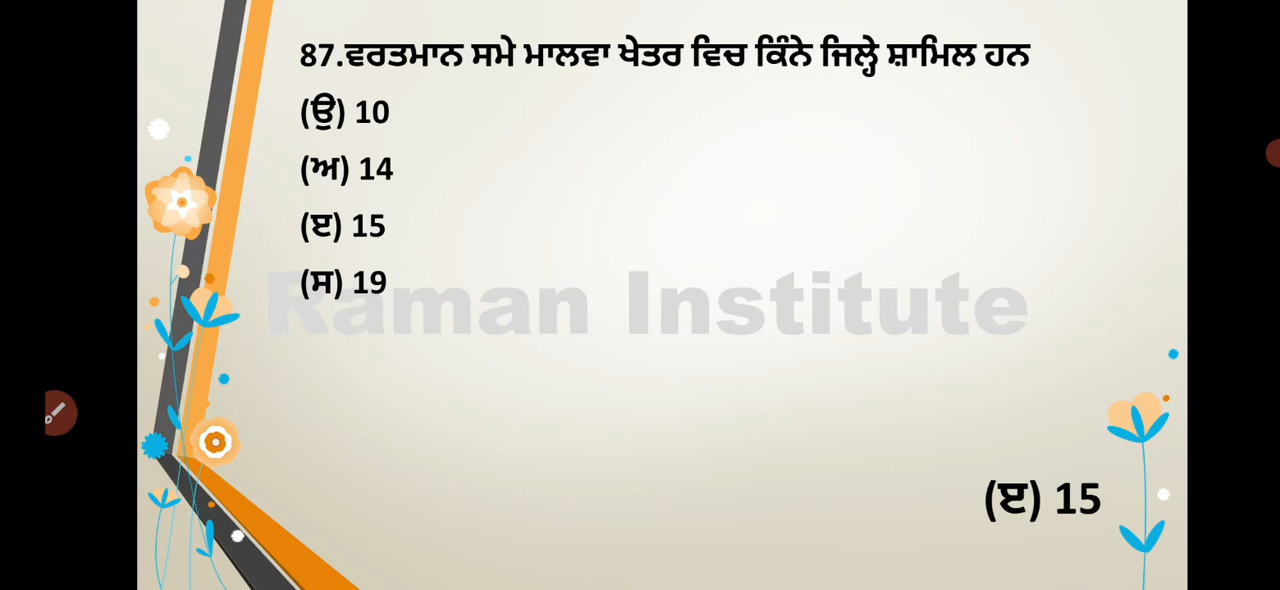 87.ਵਰਤਮਾਨ ਸਮੇ ਮਾਲਵਾ ਖੇਤਰ ਵਿਚ ਕਿੰਨੇ ਜਿਲ੍ਹੇ ਸ਼ਾਮਿਲ ਹਨ
(ਉ) 10
(ਅ) 14
(ੲ) 15
(ਸ) 19
Raman Institute
(ੲ) 15